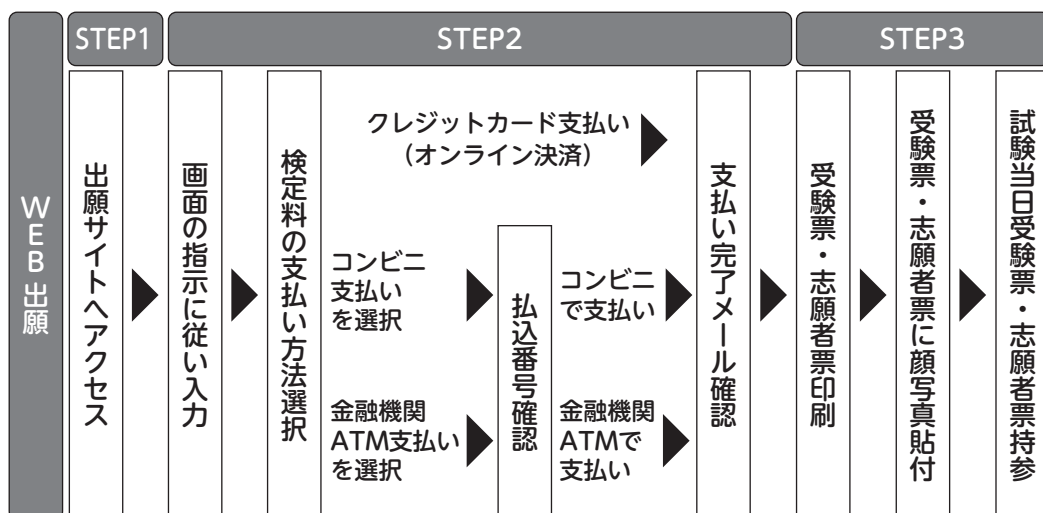 WEB出願
STEP1
STEP2
STEP3
出願サイトへアクセス
画面の指示に従い入力
検定料の支払い方法選択
クレジットカード支払い
（オンライン決済）
コンビニ
支払い
を選択
金融機関
ATM支払い
を選択
払込番号確認
コンビニ
で支払い
金融機関
ATMで
支払い
支払い完了メール確認
受験票・志願者票印刷
受験票・志願者票に顔写真貼付
試験当日受験票・志願者票持参